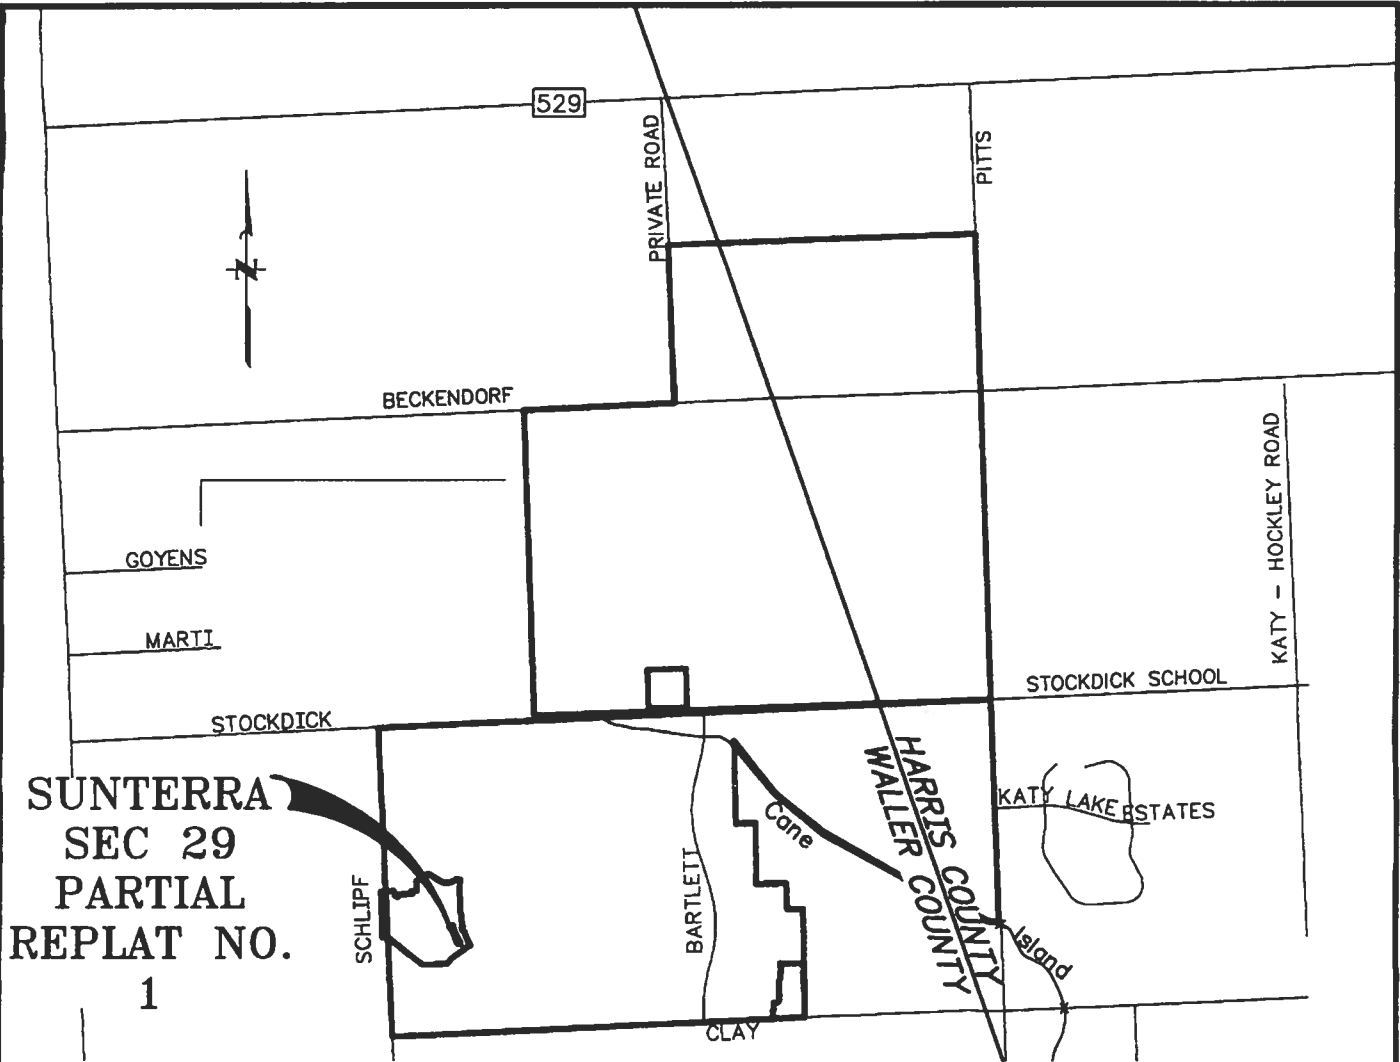 529
PRIVATE ROAD
PITTS
N
BECKENDORF
KATY - HOCKLEY ROAD
GOYENS
MARTI
STOCKDICK SCHOOL
STOCKDICK
SUNTERRA
SEC 29
PARTIAL
REPLAT NO.
1
SCHLIPF
BARTLETT
Cane
HARRIS COUNTY
WALLER COUNTY
KATY LAKE ESTATES
Island
CLAY